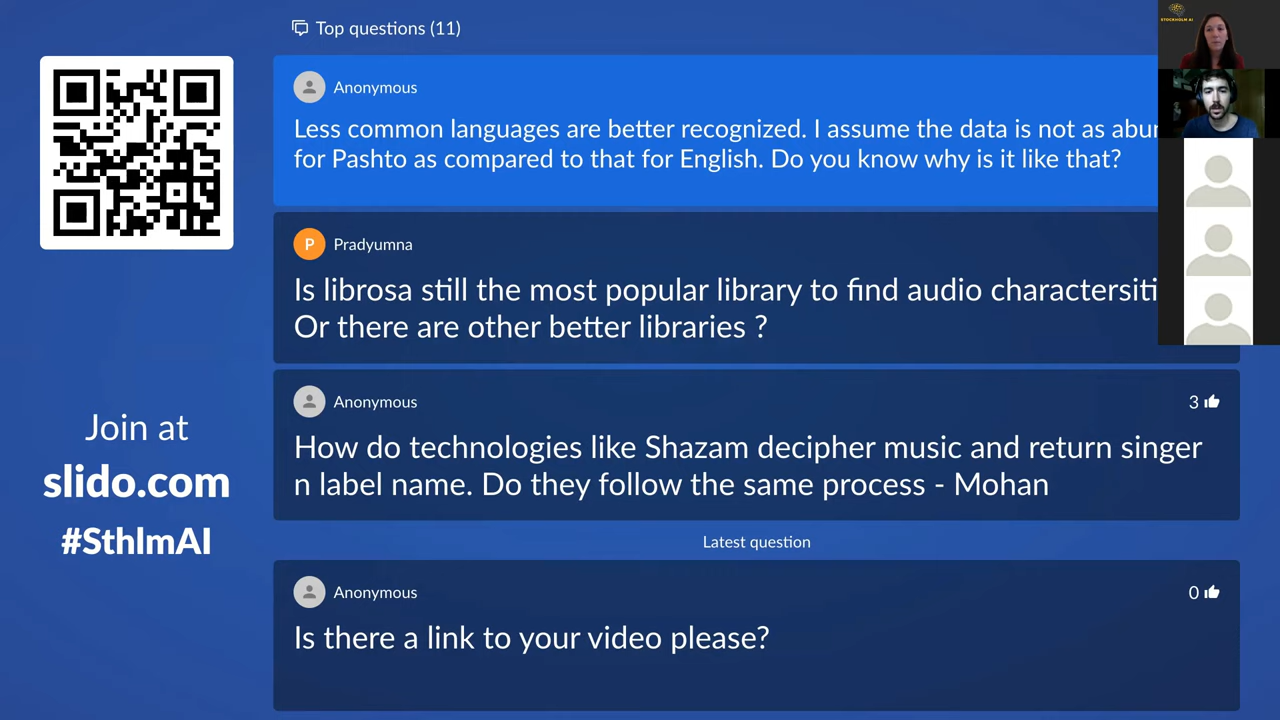 Top questions (11)
STOCKHOLM AI
Anonymous
Less common languages are better recognized. I assume the data is not as
for Pashto as compared to that for English. Do you know why is it like that?
P
Pradyumna
Is librosa still the most popular library to find audio
Or there are other better libraries ?
Anonymous
3
How do technologies like Shazam decipher music and return singer
n label name. Do they follow the same process - Mohan
Join at
slido.com
#SthlmAI
Latest question
Anonymous
0
Is there a link to your video please?